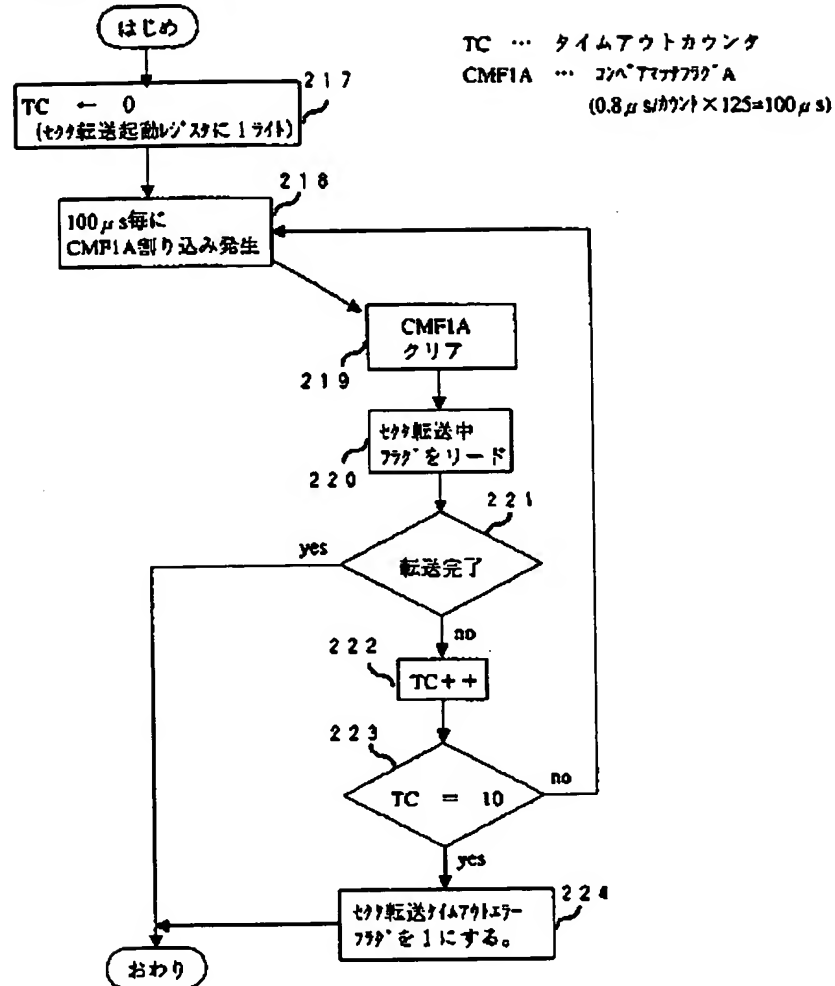 はじめ
TC … タイムアウトカウンタ
CMF1A … コンペアマッチフラグA
(0.8μs/カウント×125=100μs)
217
TC ← 0
(セクタ転送起動レジスタに1ライト)
218
100μs毎に
CMF1A割り込み発生
CMF1A
クリア
219
セクタ転送中
フラグをリード
220
221
yes
転送完了
no
222
TC++
223
TC = 10
no
yes
224
セクタ転送タイムアウトエラー
フラグを1にする。
おわり